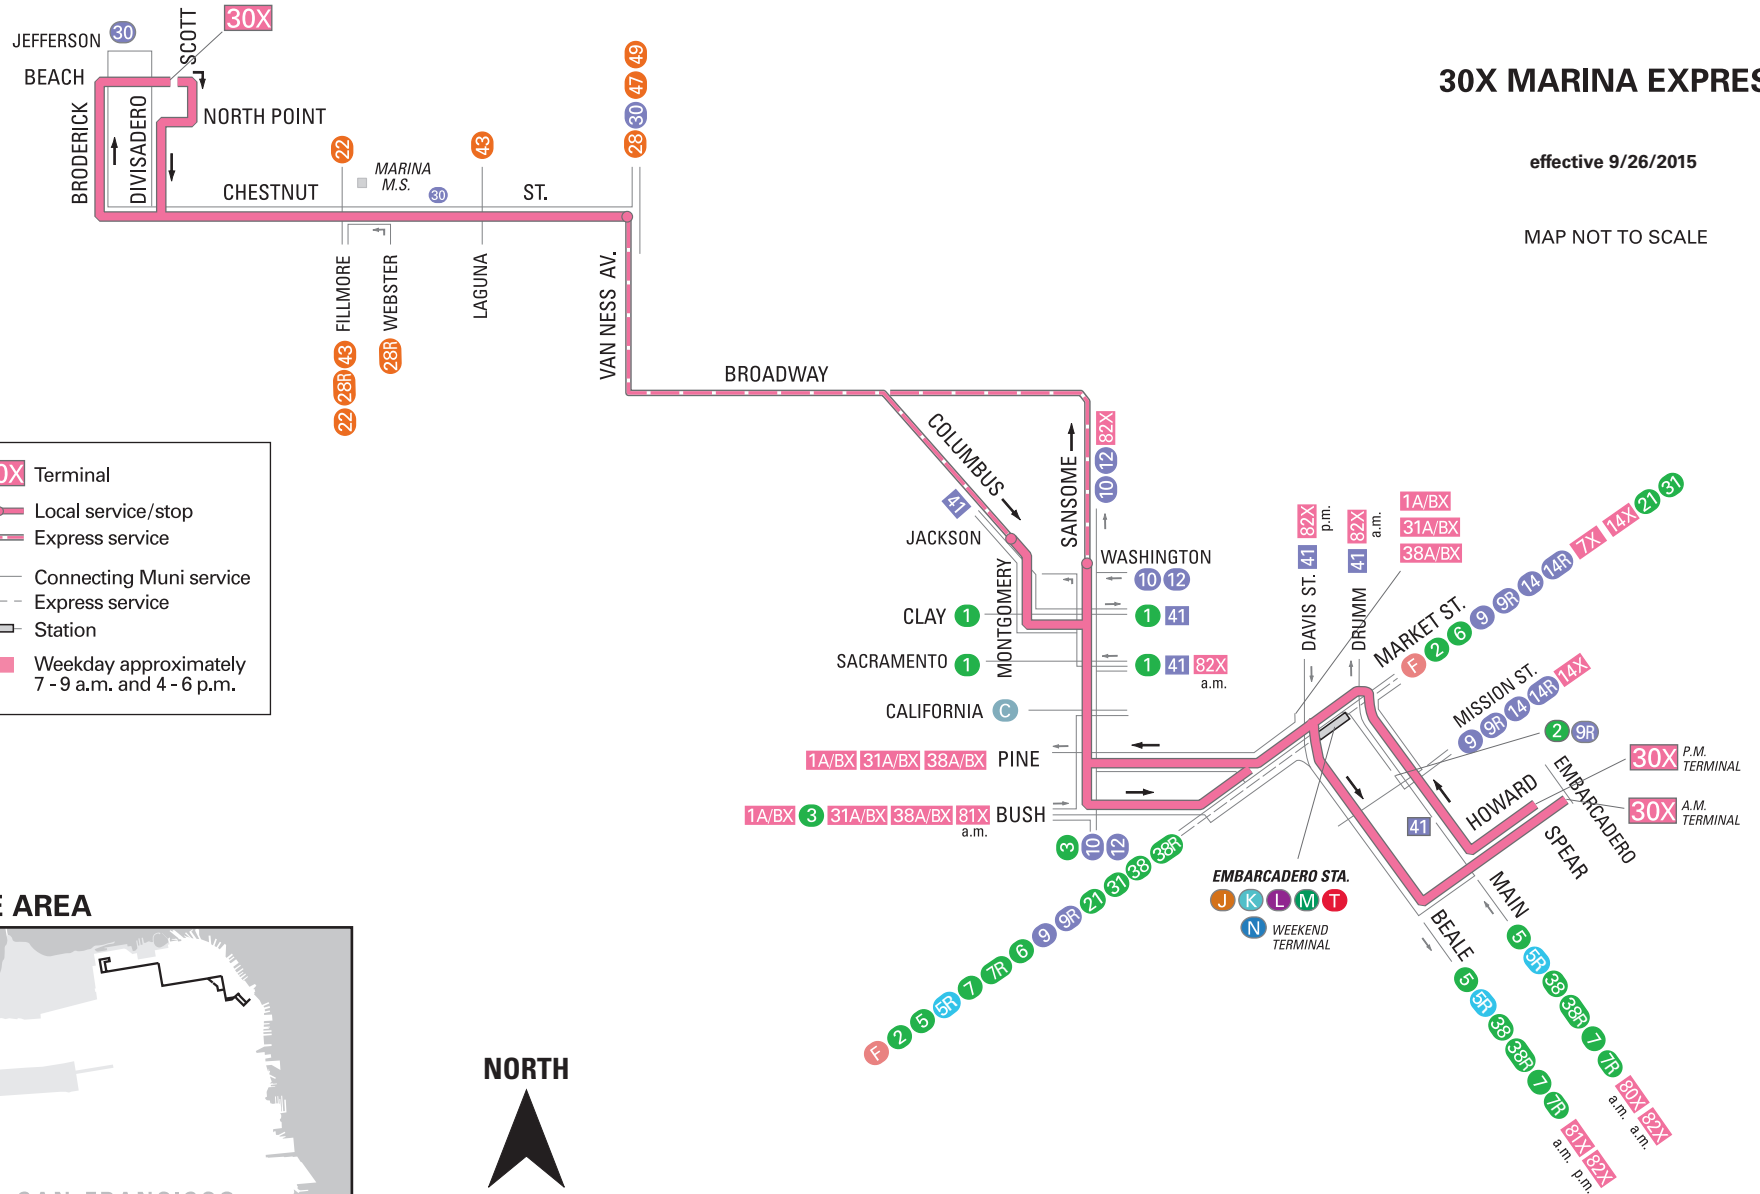 30X MARINA EXPRES
effective 9/26/2015
MAP NOT TO SCALE
30X
SCOTT
JEFFERSON 30
BEACH
NORTH POINT
BRODERICK
DIVISADERO
CHESTNUT ST.
22
MARINA
M.S.
30
43
28 30 47 49
FILLMORE
22 28R 43
WEBSTER
28R
LAGUNA
VAN NESS AV.
BROADWAY
COLUMBUS
41
JACKSON
MONTGOMERY
SANSOME
10 12 82X
WASHINGTON
10 12
CLAY 1
1 41
SACRAMENTO 1
1 41 82X
a.m.
CALIFORNIA C
1A/BX 31A/BX 38A/BX PINE
1A/BX 3 31A/BX 38A/BX 81X BUSH
a.m.
3 10 12
DAVIS ST. 41 82X
p.m.
DRUMM 41 82X
a.m.
1A/BX
31A/BX
38A/BX
MARKET ST.
F 2 6 9 9R 14 14R 7X 14X 21 31
MISSION ST.
9 9R 14 14R 14X
2 9R
30X P.M.
TERMINAL
30X A.M.
TERMINAL
EMBARCADERO
HOWARD
SPEAR
41
MAIN
5 5R 38 38R 7 7R 80X 82X
a.m. a.m.
BEALE
5 5R 38 38R 7 7R 81X 82X
a.m. p.m.
EMBARCADERO STA.
J K L M T
N WEEKEND
TERMINAL
F 2 5 5R 7 7R 6 9 9R 21 31 38 38R
0X Terminal
Local service/stop
Express service
Connecting Muni service
Express service
Station
Weekday approximately
7 - 9 a.m. and 4 - 6 p.m.
E AREA
SAN FRANCISCO
NORTH